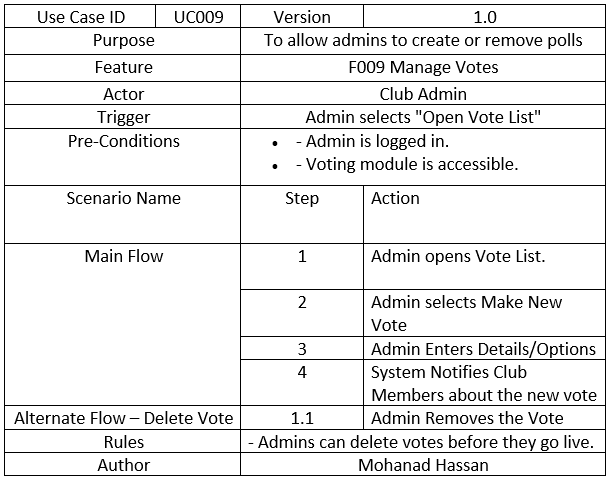 Use Case ID UC009 Version 1.0
Purpose To allow admins to create or remove polls
Feature F009 Manage Votes
Actor Club Admin
Trigger Admin selects "Open Vote List"
Pre-Conditions • - Admin is logged in.
• - Voting module is accessible.
Scenario Name Step Action
Main Flow 1 Admin opens Vote List.
2 Admin selects Make New
Vote
3 Admin Enters Details/Options
4 System Notifies Club
Members about the new vote
Alternate Flow – Delete Vote 1.1 Admin Removes the Vote
Rules - Admins can delete votes before they go live.
Author Mohanad Hassan